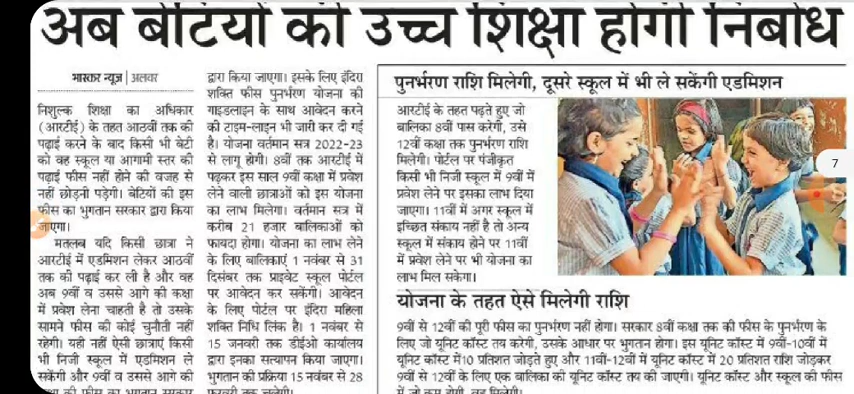 अब बेटियों की उच्च शिक्षा होगी निर्बाध
भास्कर न्यूज | अलवर
निशुल्क शिक्षा का अधिकार
(आरटीई) के तहत आठवीं तक की
पढ़ाई करने के बाद किसी भी बेटी
को वह स्कूल या आगामी स्तर की
पढ़ाई फीस नहीं होने की वजह से
नहीं छोड़नी पड़ेगी। बेटियों की इस
फीस का भुगतान सरकार द्वारा किया
जाएगा।
मतलब यदि किसी छात्रा ने
आरटीई में एडमिशन लेकर आठवीं
तक की पढ़ाई कर ली है और वह
अब 9वीं व उससे आगे की कक्षा
में प्रवेश लेना चाहती है तो उसके
सामने फीस की कोई चुनौती नहीं
रहेगी। यही नहीं ऐसी छात्राएं किसी
भी निजी स्कूल में एडमिशन ले
सकेंगी और 9वीं व उससे आगे की
की फीस का भुगतान सरकार
द्वारा किया जाएगा। इसके लिए इंदिरा
शक्ति फीस पुनर्भरण योजना की
गाइडलाइन के साथ आवेदन करने
की टाइम-लाइन भी जारी कर दी गई
है। योजना वर्तमान सत्र 2022-23
से लागू होगी। 8वीं तक आरटीई में
पढ़कर इस साल 9वीं कक्षा में प्रवेश
लेने वाली छात्राओं को इस योजना
का लाभ मिलेगा। वर्तमान सत्र में
करीब 21 हजार बालिकाओं को
फायदा होगा। योजना का लाभ लेने
के लिए बालिकाएं 1 नवंबर से 31
दिसंबर तक प्राइवेट स्कूल पोर्टल
पर आवेदन कर सकेंगी। आवेदन
के लिए पोर्टल पर इंदिरा महिला
शक्ति निधि लिंक है। 1 नवंबर से
15 जनवरी तक डीईओ कार्यालय
द्वारा इनका सत्यापन किया जाएगा।
भुगतान की प्रक्रिया 15 नवंबर से 28
फरवरी तक चलेगी।
पुनर्भरण राशि मिलेगी, दूसरे स्कूल में भी ले सकेंगी एडमिशन
आरटीई के तहत पढ़ते हुए जो
बालिका 8वीं पास करेगी, उसे
12वीं कक्षा तक पुनर्भरण राशि
मिलेगी। पोर्टल पर पंजीकृत
किसी भी निजी स्कूल में 9वीं में
प्रवेश लेने पर इसका लाभ दिया
जाएगा। 11वीं में अगर स्कूल में
इच्छित संकाय नहीं है तो अन्य
स्कूल में संकाय होने पर 11वीं
में प्रवेश लेने पर भी योजना का
लाभ मिल सकेगा।
7
योजना के तहत ऐसे मिलेगी राशि
9वीं से 12वीं की पूरी फीस का पुनर्भरण नहीं होगा। सरकार 8वीं कक्षा तक की फीस के पुनर्भरण के
लिए जो यूनिट कॉस्ट तय करेगी, उसके आधार पर भुगतान होगा। इस यूनिट कॉस्ट में 9वीं-10वीं में
यूनिट कॉस्ट में10 प्रतिशत जोड़ते हुए और 11वीं-12वीं में यूनिट कॉस्ट में 20 प्रतिशत राशि जोड़कर
9वीं से 12वीं के लिए एक बालिका की यूनिट कॉस्ट तय की जाएगी। यूनिट कॉस्ट और स्कूल की फीस
में जो कम होगी, वह मिलेगी।